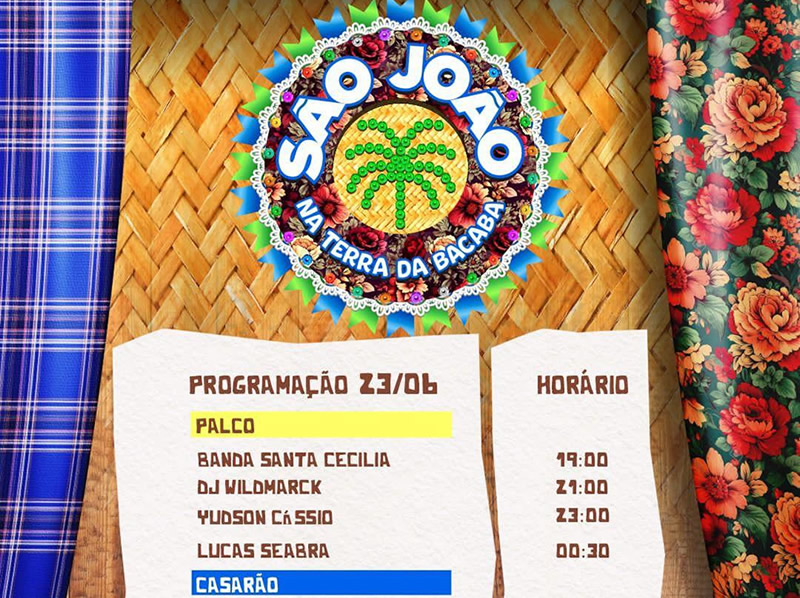 SÃO JOÃO
NA TERRA DA BACABA
PROGRAMAÇÃO 23/06
HORÁRIO
PALCO
BANDA SANTA CECILIA 19:00
DJ WILDMARCK 21:00
YUDSON CÁSSIO 23:00
LUCAS SEABRA 00:30
CASARÃO